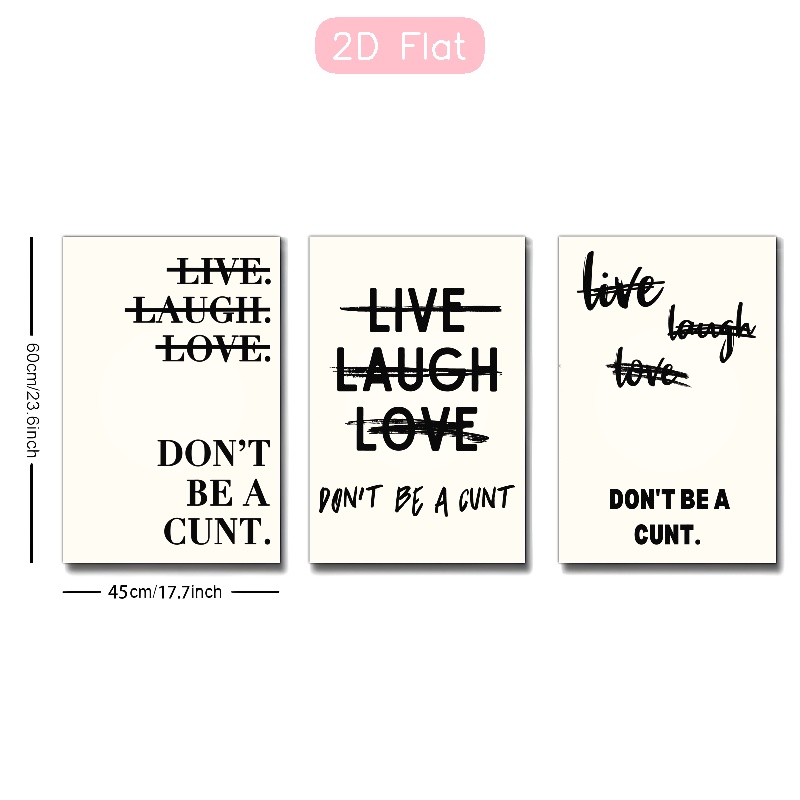 2D Flat
60cm/23.6inch
LIVE.
LAUGH.
LOVE.
DON'T
BE A
CUNT.
45cm/17.7inch
LIVE
LAUGH
LOVE
DON'T BE A CUNT
live
laugh
love
DON'T BE A
CUNT.